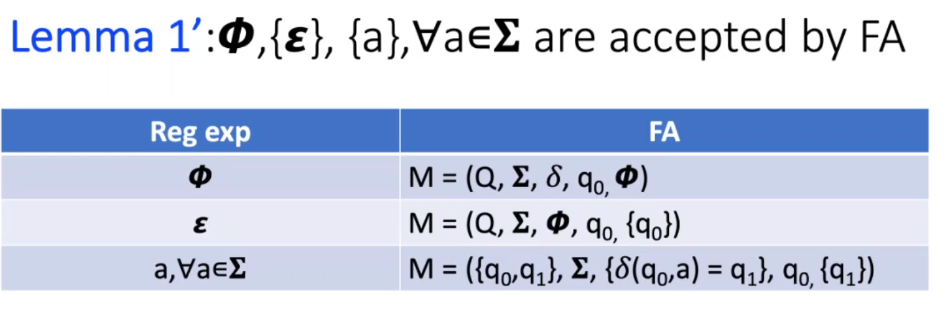 Lemma 1′:Φ,{ε}, {a},∀a∈Σ are accepted by FA
Reg exp FA
Φ M = (Q, Σ, δ, q₀, Φ)
ε M = (Q, Σ, Φ, q₀, {q₀})
a,∀a∈Σ M = ({q₀,q₁}, Σ, {δ(q₀,a) = q₁}, q₀, {q₁})